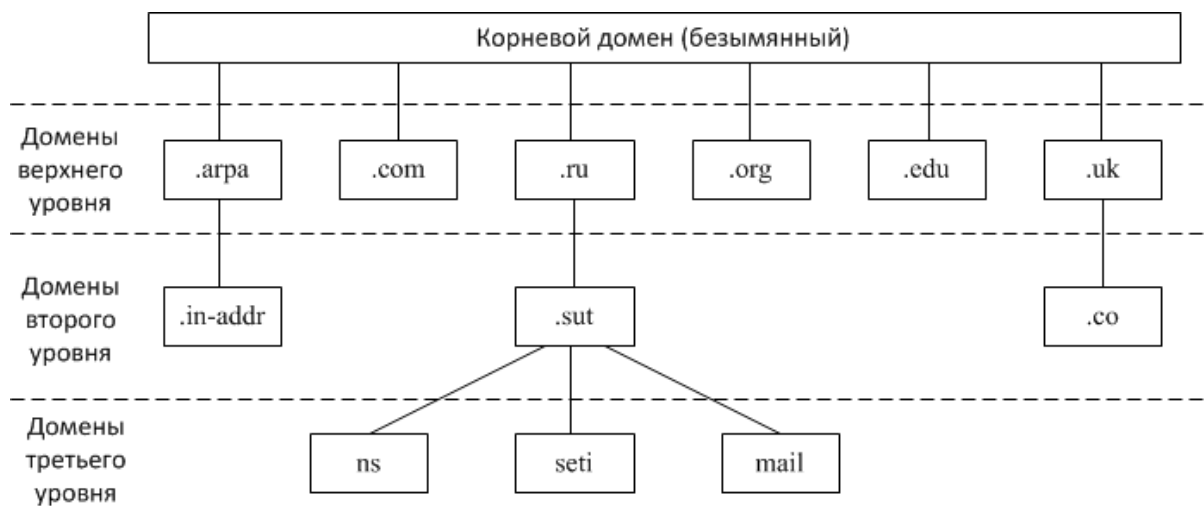 Корневой домен (безымянный)
Домены
верхнего
уровня
.arpa
.com
.ru
.org
.edu
.uk
Домены
второго
уровня
.in-addr
.sut
.co
Домены
третьего
уровня
ns
seti
mail